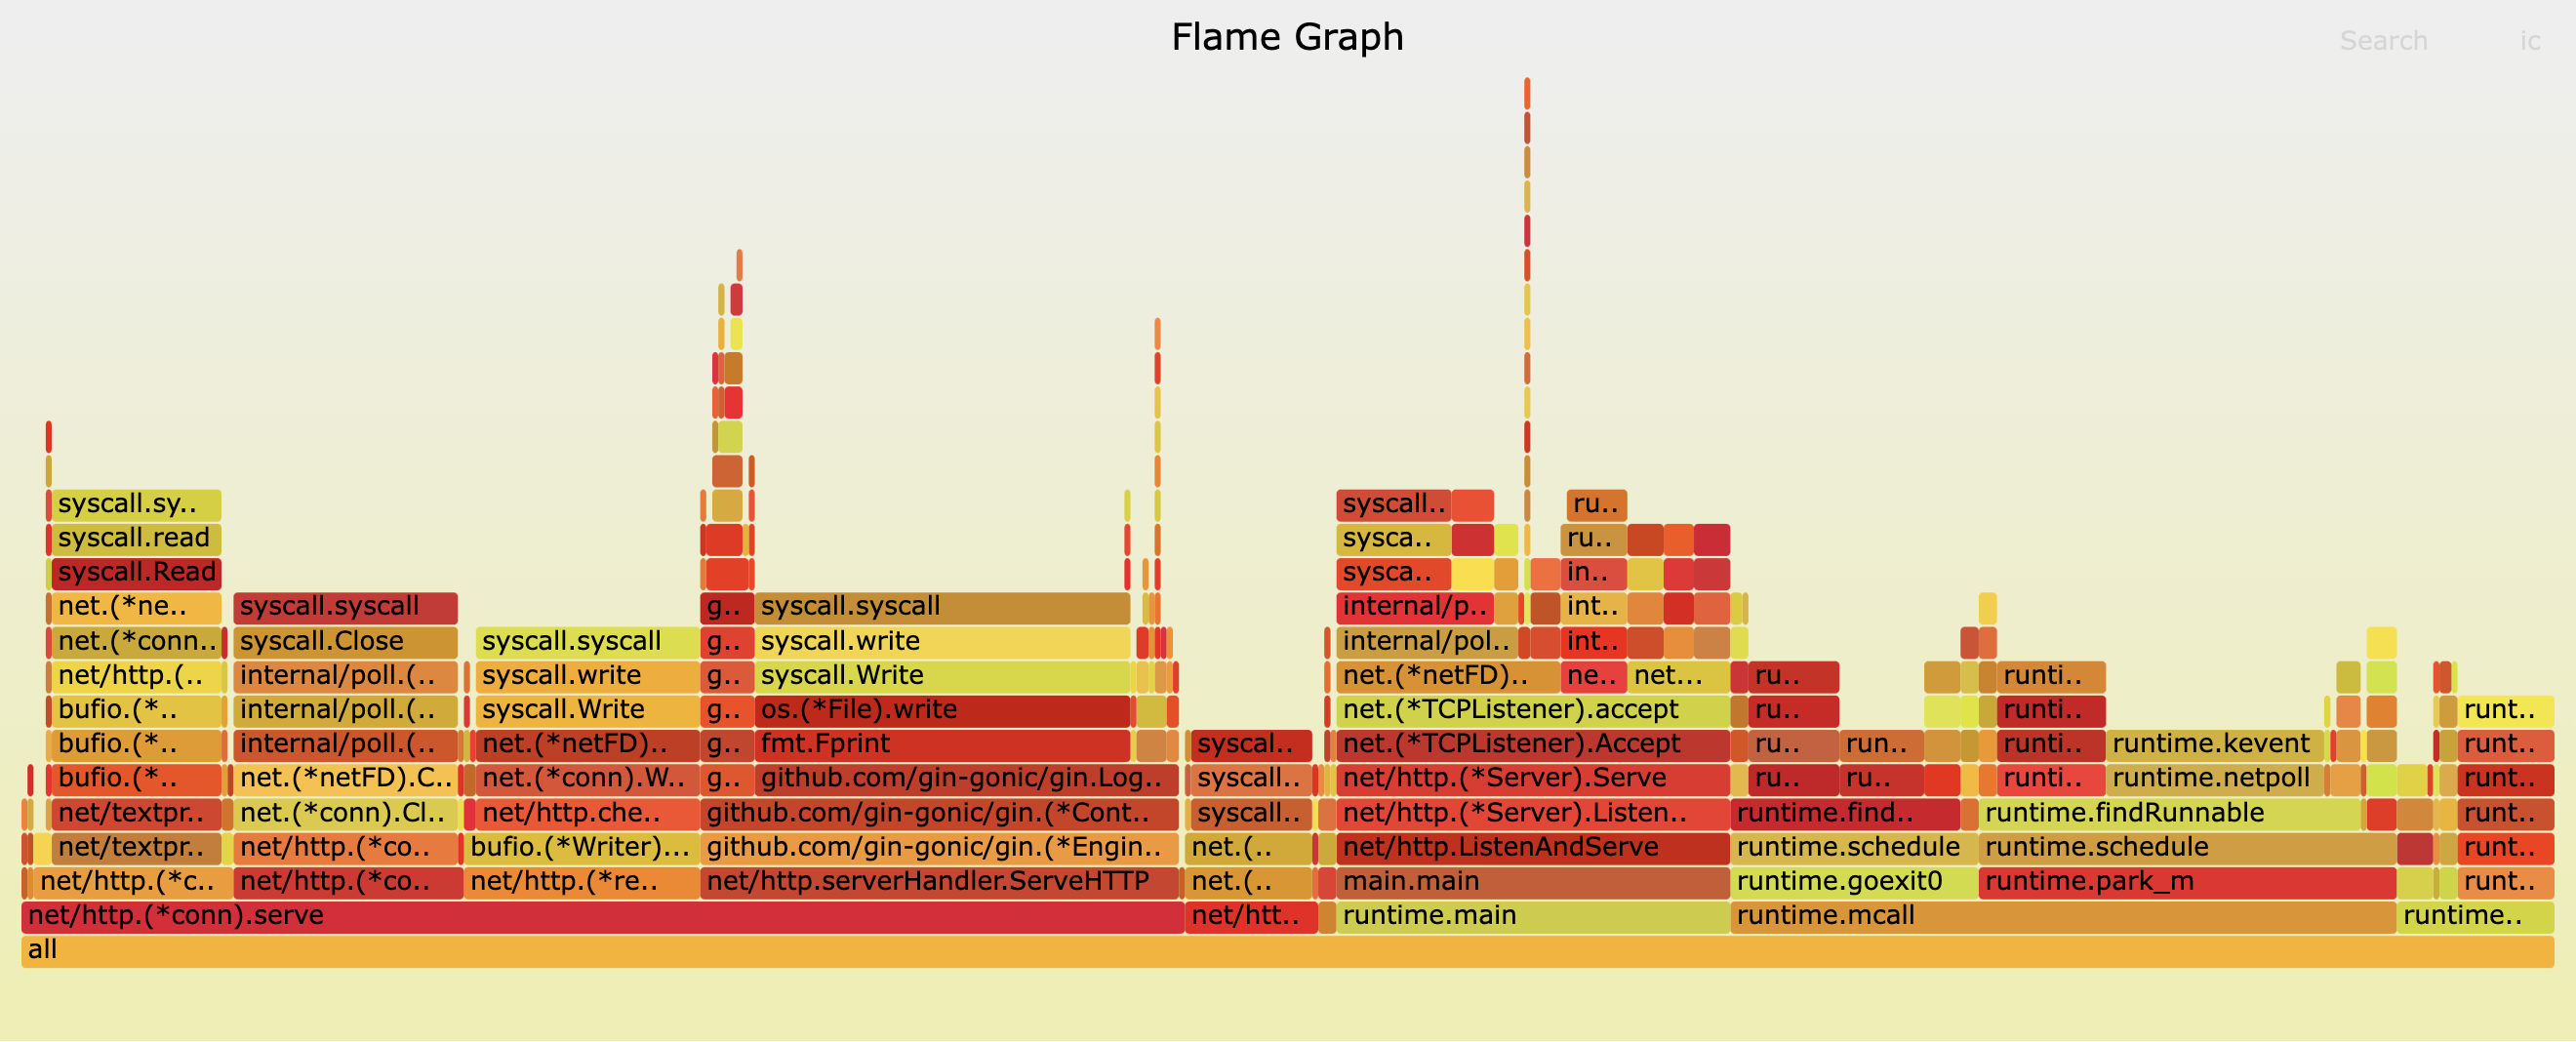 Flame Graph
Search ic
syscall.sy.. syscall.. ru..
syscall.read sysca.. ru..
syscall.Read sysca.. in..
net.(*ne.. syscall.syscall g.. syscall.syscall internal/p.. int..
net.(*conn.. syscall.Close syscall.syscall g.. syscall.write internal/pol.. int..
net/http.(.. internal/poll.(.. syscall.write g.. syscall.Write net.(*netFD).. ne.. net... ru.. runti..
bufio.(*.. internal/poll.(.. syscall.Write g.. os.(*File).write net.(*TCPListener).accept ru.. runti.. runt..
bufio.(*.. internal/poll.(.. net.(*netFD).. g.. fmt.Fprint syscal.. net.(*TCPListener).Accept ru.. run.. runti.. runtime.kevent runt..
bufio.(*.. net.(*netFD).C.. net.(*conn).W.. g.. github.com/gin-gonic/gin.Log.. syscall.. net/http.(*Server).Serve ru.. ru.. runti.. runtime.netpoll runt..
net/textpr.. net.(*conn).Cl.. net/http.che.. github.com/gin-gonic/gin.(*Cont.. syscall.. net/http.(*Server).Listen.. runtime.find.. runtime.findRunnable runt..
net/textpr.. net/http.(*co.. bufio.(*Writer)... github.com/gin-gonic/gin.(*Engin.. net.(.. net/http.ListenAndServe runtime.schedule runtime.schedule runt..
net/http.(*c.. net/http.(*co.. net/http.(*re.. net/http.serverHandler.ServeHTTP net.(.. main.main runtime.goexit0 runtime.park_m runt..
net/http.(*conn).serve net/htt.. runtime.main runtime.mcall runtime..
all